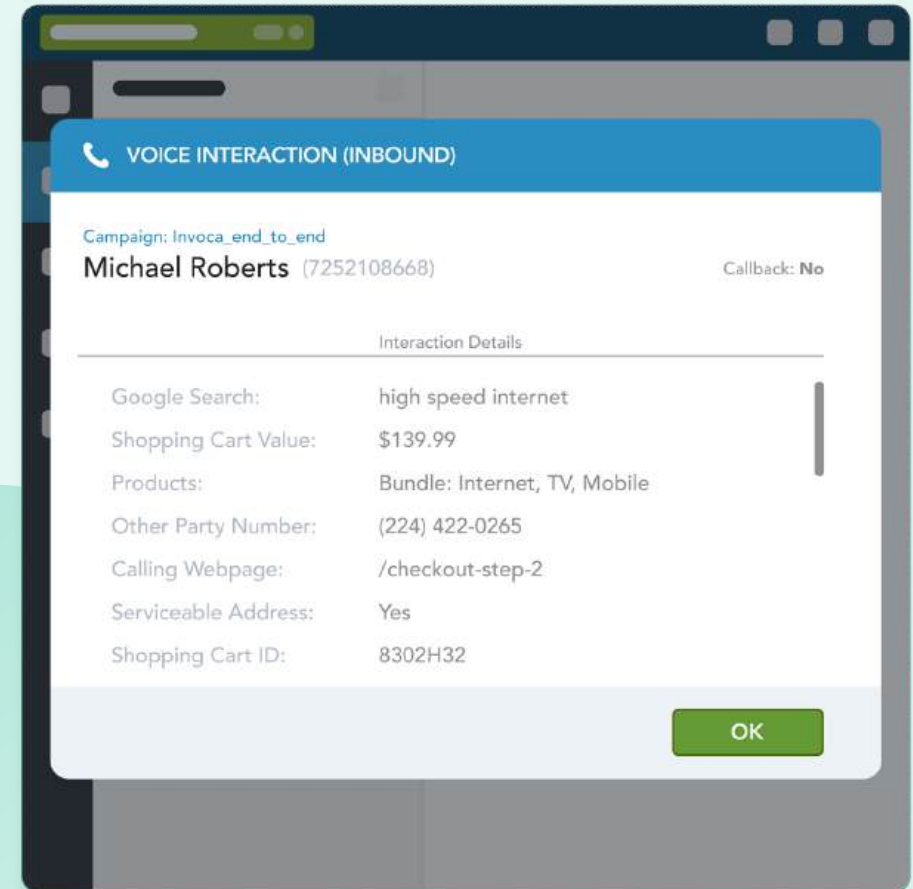 VOICE INTERACTION (INBOUND)
Campaign: Invoca_end_to_end
Michael Roberts (7252108668)
Callback: No
Interaction Details
Google Search: high speed internet
Shopping Cart Value: $139.99
Products: Bundle: Internet, TV, Mobile
Other Party Number: (224) 422-0265
Calling Webpage: /checkout-step-2
Serviceable Address: Yes
Shopping Cart ID: 8302H32
OK